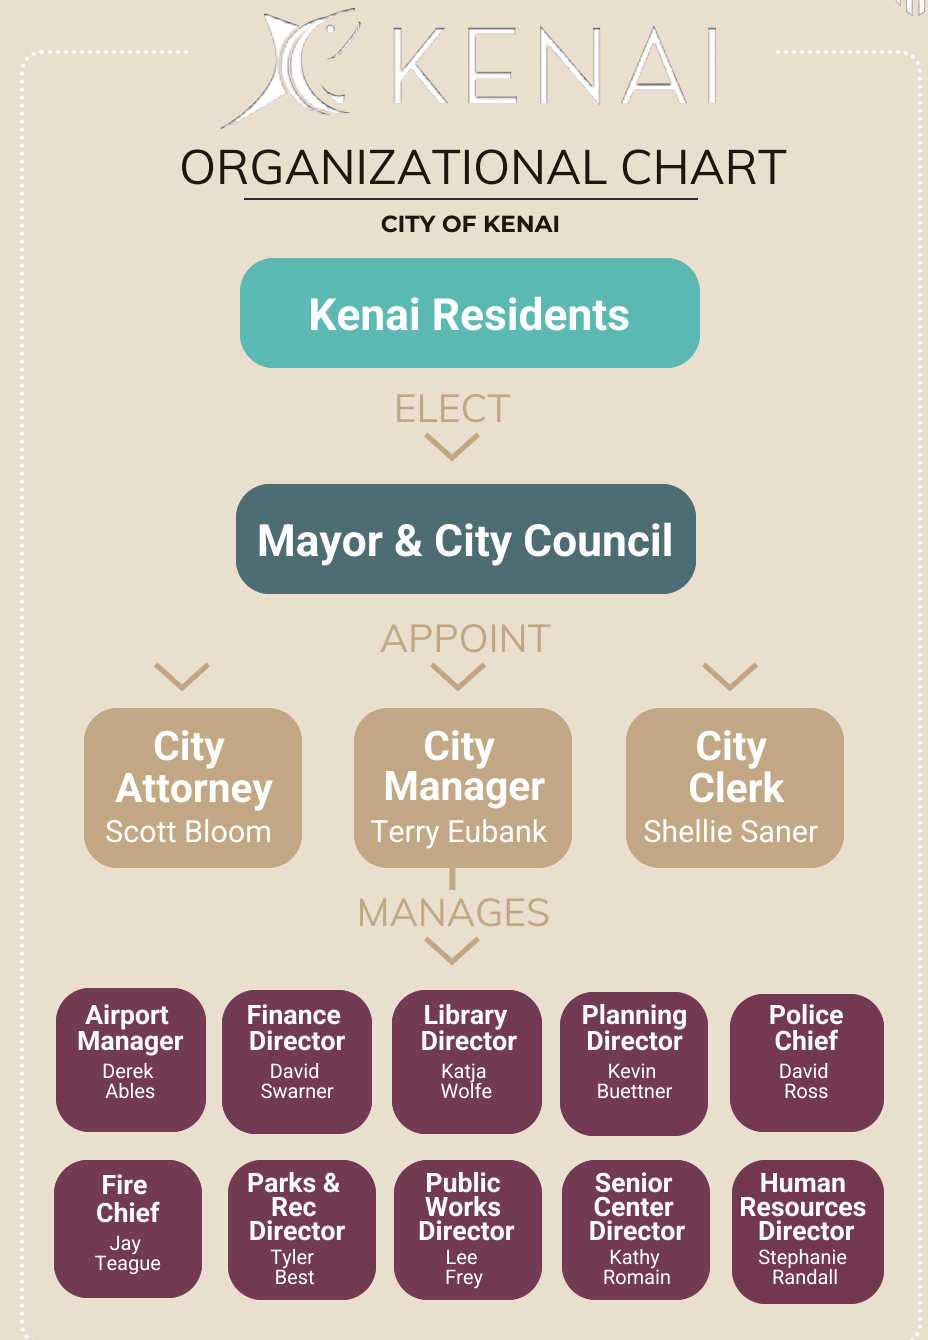 KENAI
ORGANIZATIONAL CHART
CITY OF KENAI
Kenai Residents
ELECT
Mayor & City Council
APPOINT
City
Attorney
Scott Bloom
City
Manager
Terry Eubank
City
Clerk
Shellie Saner
MANAGES
Airport
Manager
Derek
Ables
Finance
Director
David
Swarner
Library
Director
Katja
Wolfe
Planning
Director
Kevin
Buettner
Police
Chief
David
Ross
Fire
Chief
Jay
Teague
Parks &
Rec
Director
Tyler
Best
Public
Works
Director
Lee
Frey
Senior
Center
Director
Kathy
Romain
Human
Resources
Director
Stephanie
Randall